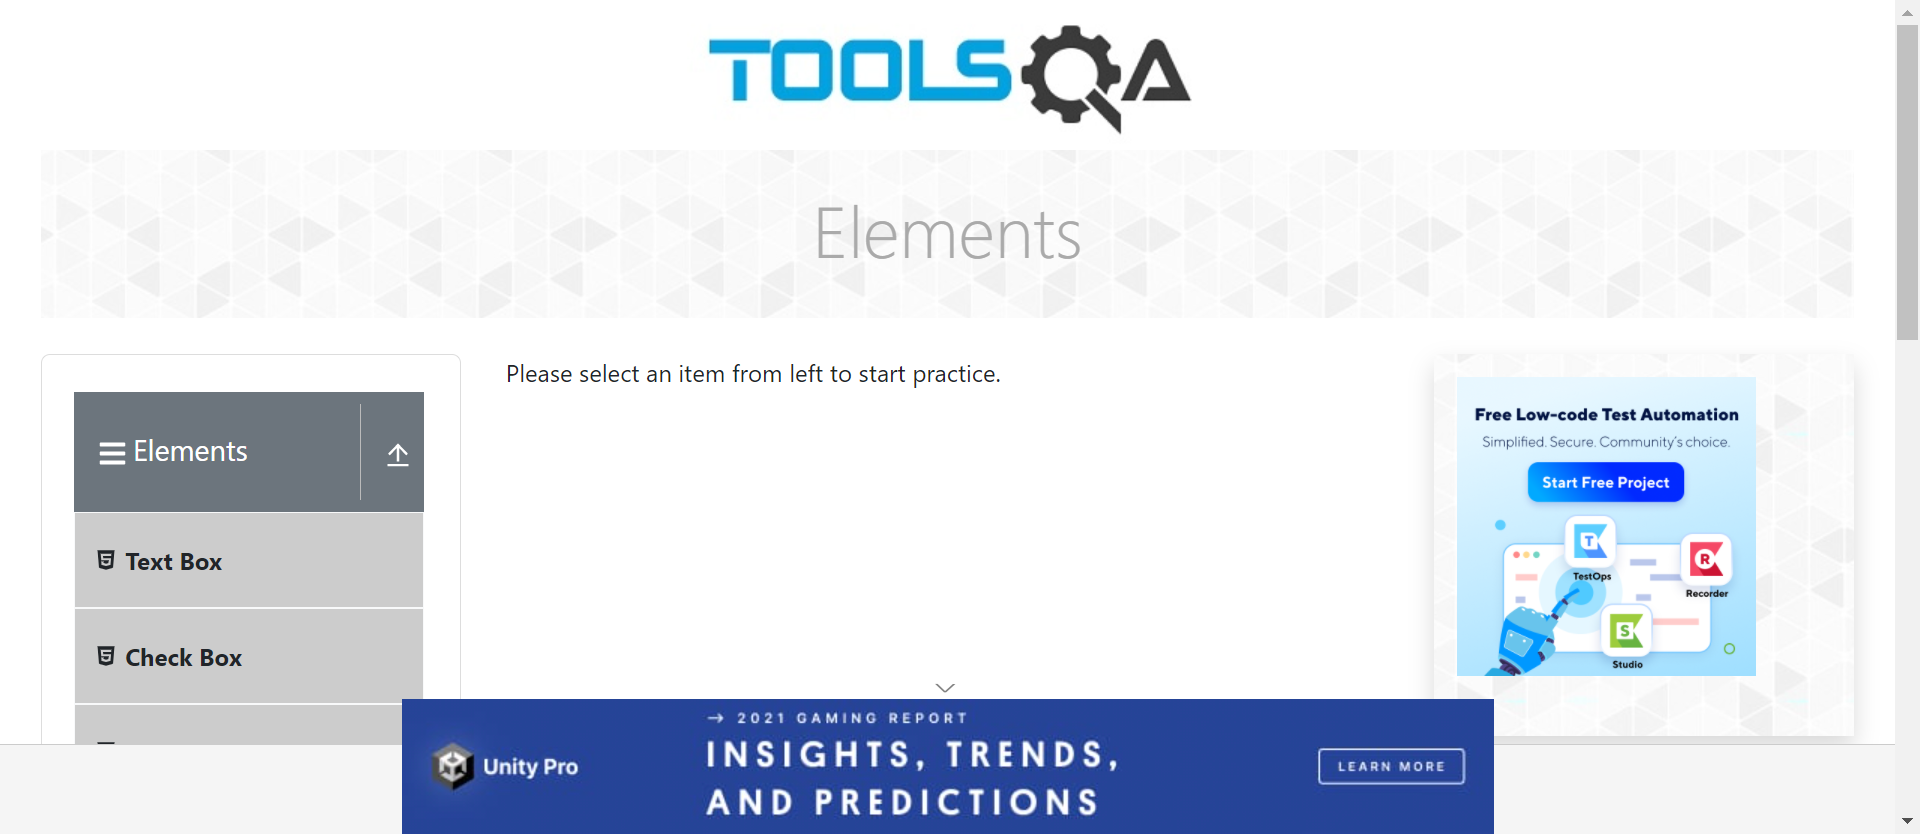 TOOLSQA
Elements
Elements
Text Box
Check Box
Please select an item from left to start practice.
Free Low-code Test Automation
Simplified. Secure. Community's choice.
Start Free Project
T
TestOps
R
Recorder
S
Studio
Unity Pro
→ 2021 GAMING REPORT
INSIGHTS, TRENDS,
AND PREDICTIONS
LEARN MORE